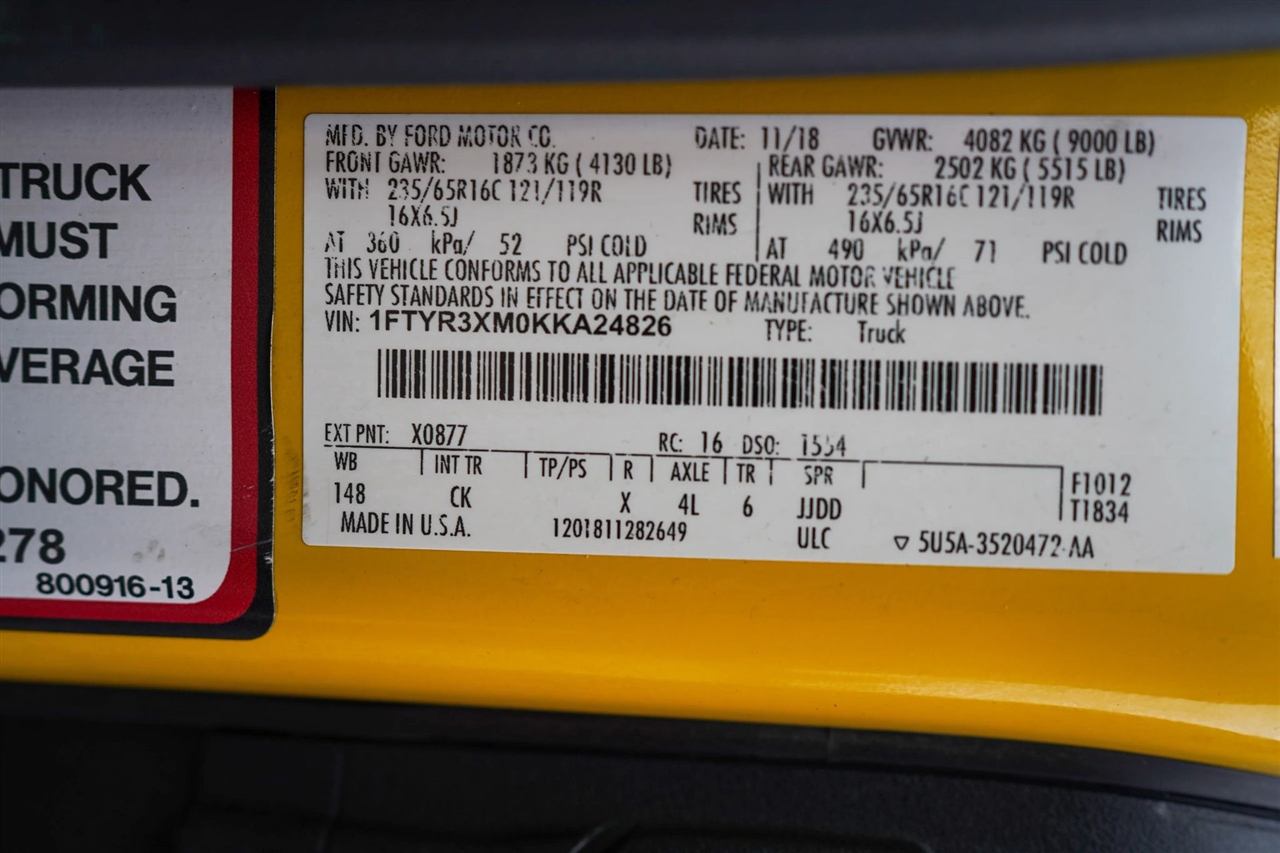 TRUCK
MUST
ORMING
VERAGE
ONORED.
278
800916-13
MFD. BY FORD MOTOR CO. DATE: 11/18 GVWR: 4082 KG ( 9000 LB)
FRONT GAWR: 1873 KG ( 4130 LB) REAR GAWR: 2502 KG ( 5515 LB)
WITH 235/65R16C 121/119R TIRES WITH 235/65R16C 121/119R TIRES
16X6.5J RIMS 16X6.5J RIMS
AT 360 kPa/ 52 PSI COLD AT 490 kPa/ 71 PSI COLD
THIS VEHICLE CONFORMS TO ALL APPLICABLE FEDERAL MOTOR VEHICLE
SAFETY STANDARDS IN EFFECT ON THE DATE OF MANUFACTURE SHOWN ABOVE.
VIN: 1FTYR3XM0KKA24826 TYPE: Truck
EXT PNT: X0877 RC: 16 DSO: 1554
WB INT TR TP/PS R AXLE TR SPR F1012
148 CK X 4L 6 JJDD T1834
MADE IN U.S.A. 1201811282649 ULC ▽ 5U5A-3520472-AA